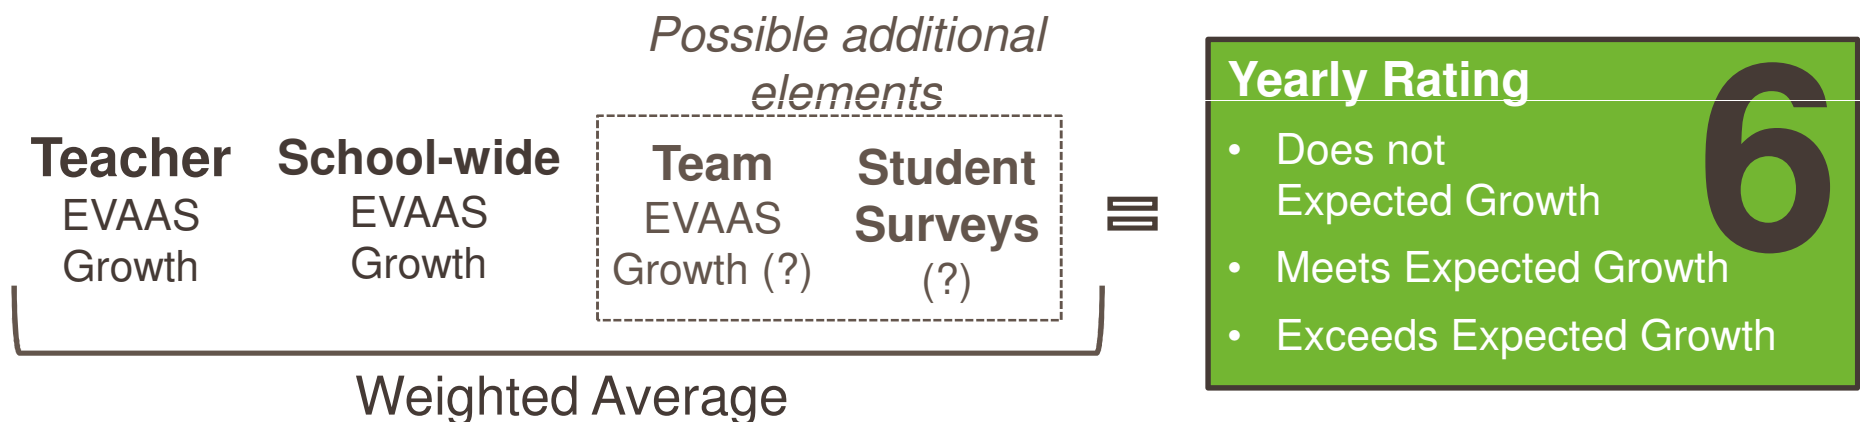 Possible additional
elements
Teacher
EVAAS
Growth
School-wide
EVAAS
Growth
Team
EVAAS
Growth (?)
Student
Surveys
(?)
Weighted Average
=
Yearly Rating
6
• Does not
Expected Growth
• Meets Expected Growth
• Exceeds Expected Growth